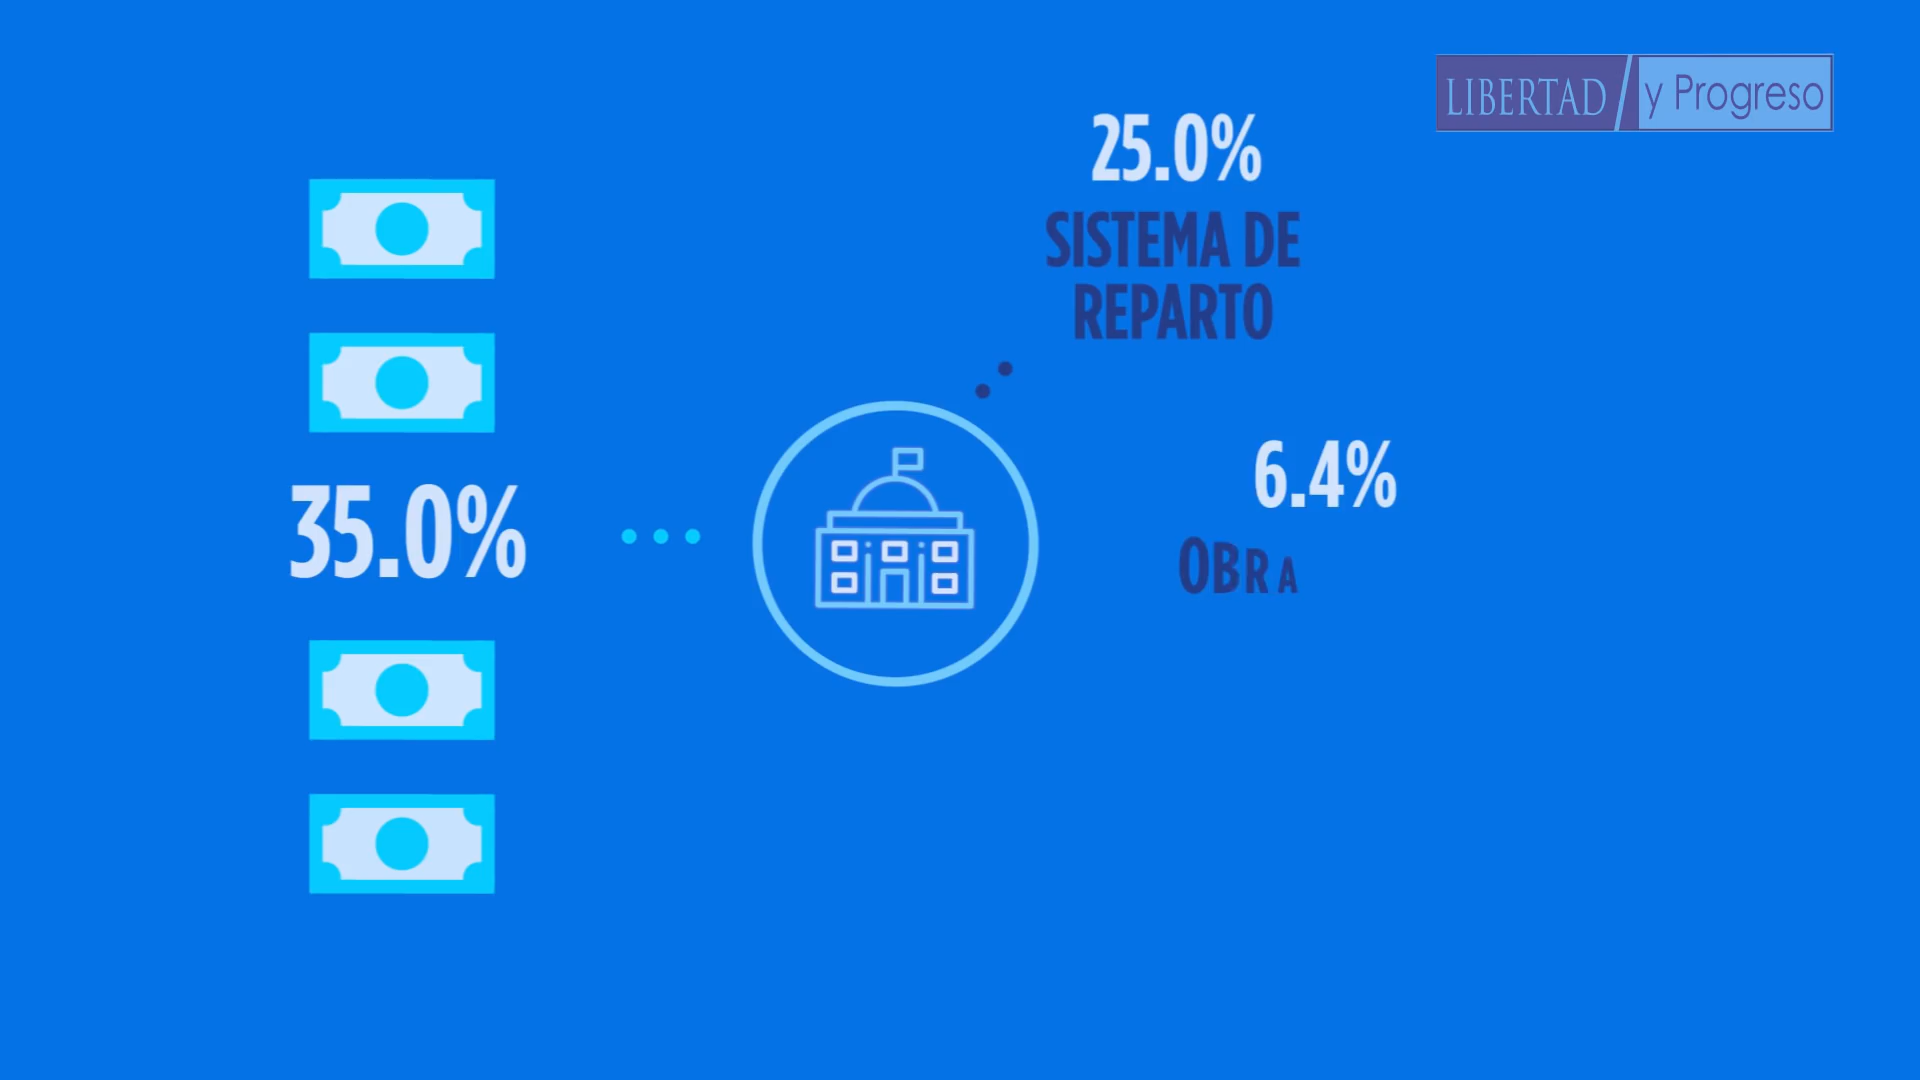 LIBERTAD y Progreso
25.0%
SISTEMA DE
REPARTO
35.0%
6.4%
OBRA